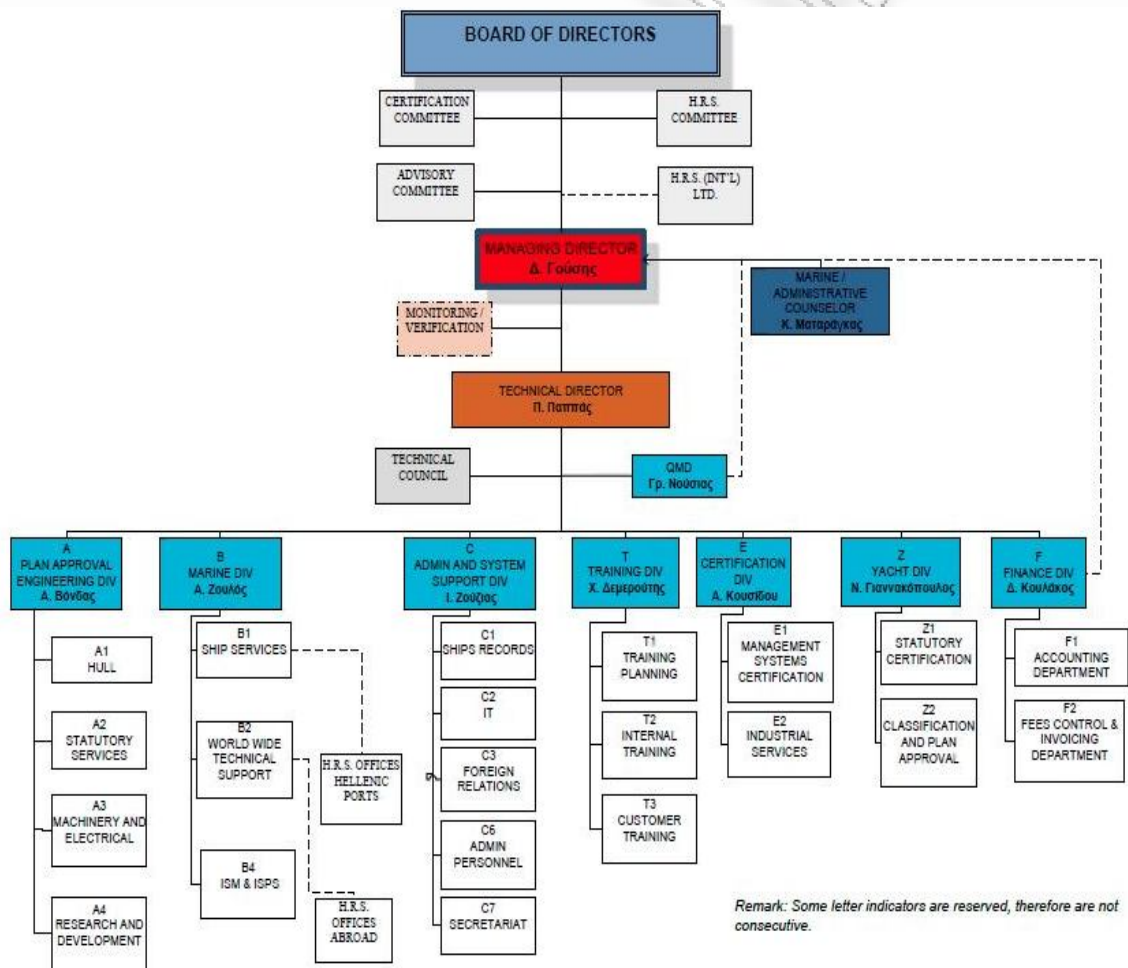 BOARD OF DIRECTORS
CERTIFICATION
COMMITTEE
H.R.S.
COMMITTEE
ADVISORY
COMMITTEE
H.R.S. (INT'L)
LTD.
MANAGING DIRECTOR
Δ. Γούσης
MARINE /
ADMINISTRATIVE
COUNSELOR
Κ. Ματαράγκας
MONITORING /
VERIFICATION
TECHNICAL DIRECTOR
Π. Παππάς
TECHNICAL
COUNCIL
QMD
Γρ. Νούσιας
A
PLAN APPROVAL
ENGINEERING DIV
Δ. Βόνδας
B
MARINE DIV
Α. Ζουλός
C
ADMIN AND SYSTEM
SUPPORT DIV
Ι. Ζούζιας
T
TRAINING DIV
Χ. Δεμερούτης
E
CERTIFICATION
DIV
Α. Κουσίδου
Z
YACHT DIV
Ν. Γιαννακόπουλος
F
FINANCE DIV
Δ. Κουλάκος
A1
HULL
A2
STATUTORY
SERVICES
A3
MACHINERY AND
ELECTRICAL
A4
RESEARCH AND
DEVELOPMENT
B1
SHIP SERVICES
B2
WORLD WIDE
TECHNICAL
SUPPORT
B4
ISM & ISPS
H.R.S. OFFICES
HELLENIC
PORTS
H.R.S.
OFFICES
ABROAD
C1
SHIPS RECORDS
C2
IT
C3
FOREIGN
RELATIONS
C6
ADMIN
PERSONNEL
C7
SECRETARIAT
T1
TRAINING
PLANNING
T2
INTERNAL
TRAINING
T3
CUSTOMER
TRAINING
E1
MANAGEMENT
SYSTEMS
CERTIFICATION
E2
INDUSTRIAL
SERVICES
Z1
STATUTORY
CERTIFICATION
Z2
CLASSIFICATION
AND PLAN
APPROVAL
F1
ACCOUNTING
DEPARTMENT
F2
FEES CONTROL &
INVOICING
DEPARTMENT
Remark: Some letter indicators are reserved, therefore are not
consecutive.